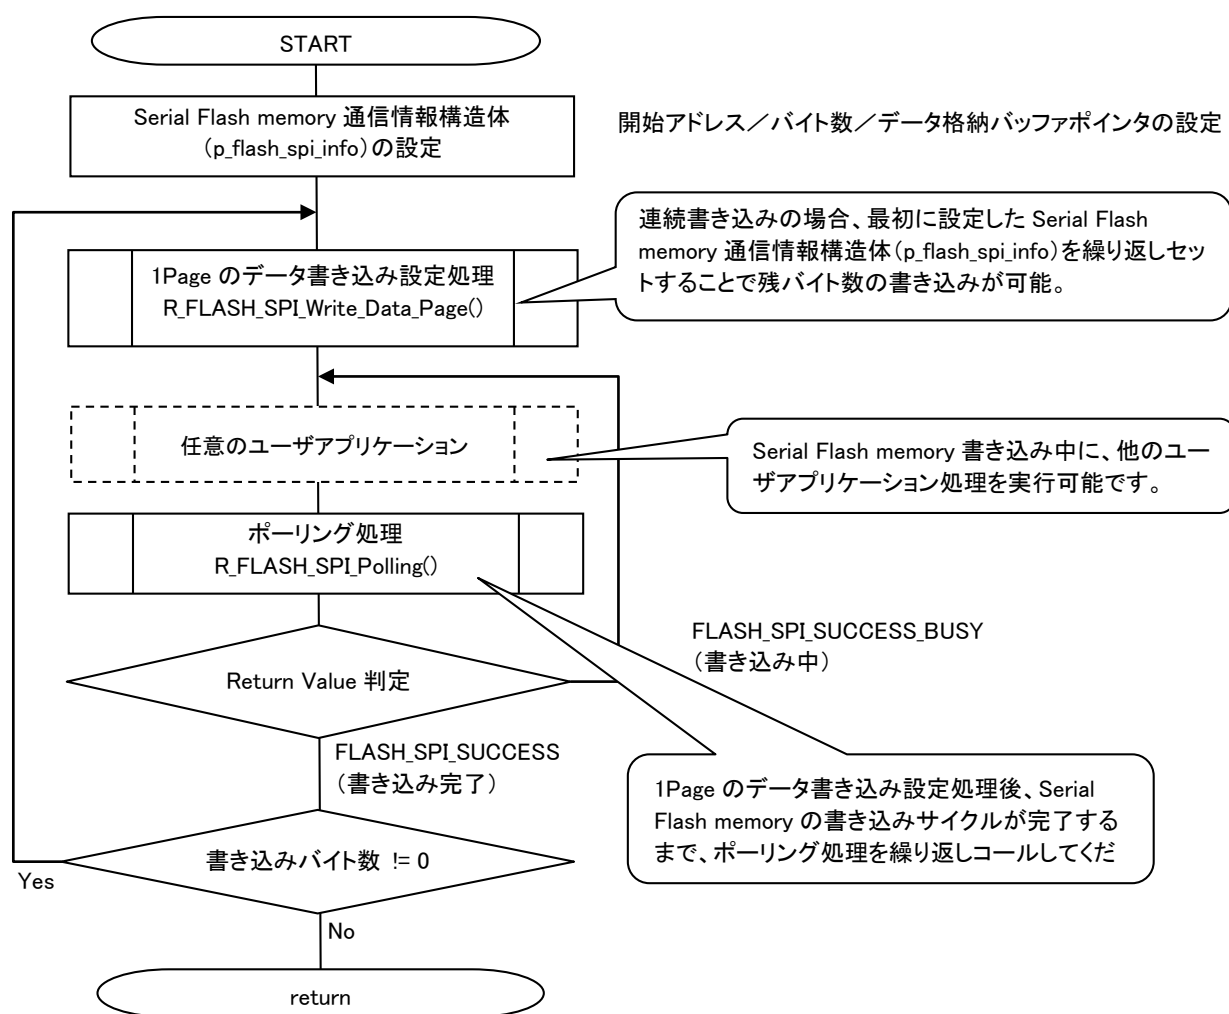 START
Serial Flash memory 通信情報構造体
（p_flash_spi_info）の設定
開始アドレス／バイト数／データ格納バッファポインタの設定
連続書き込みの場合、最初に設定した Serial Flash
memory 通信情報構造体（p_flash_spi_info）を繰り返しセッ
トすることで残バイト数の書き込みが可能。
1Page のデータ書き込み設定処理
R_FLASH_SPI_Write_Data_Page()
任意のユーザアプリケーション
Serial Flash memory 書き込み中に、他のユー
ザアプリケーション処理を実行可能です。
ポーリング処理
R_FLASH_SPI_Polling()
FLASH_SPI_SUCCESS_BUSY
（書き込み中）
Return Value 判定
FLASH_SPI_SUCCESS
（書き込み完了）
1Page のデータ書き込み設定処理後、Serial
Flash memory の書き込みサイクルが完了する
まで、ポーリング処理を繰り返しコールしてくだ
書き込みバイト数 != 0
Yes
No
return